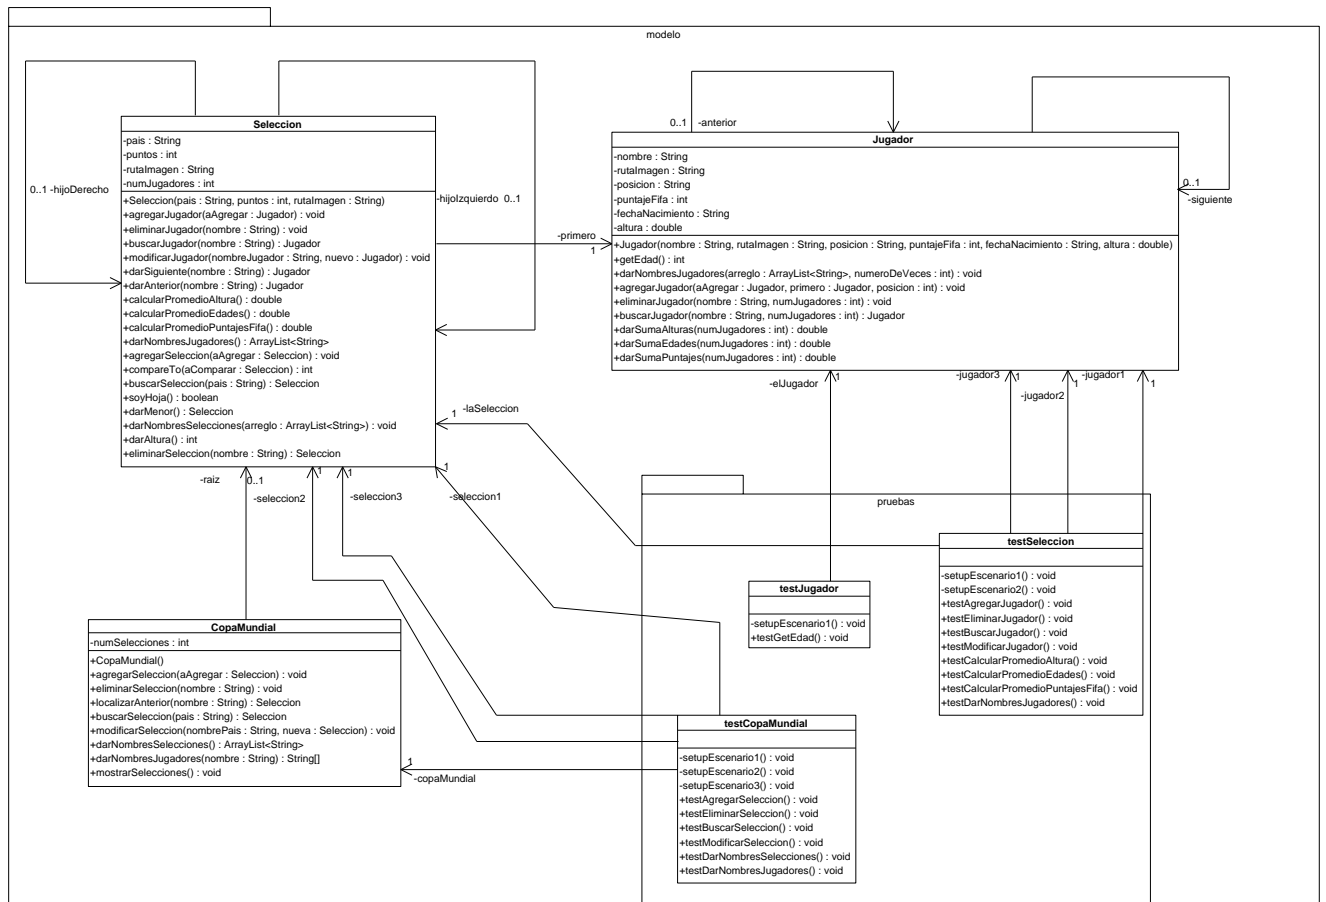 modelo
Seleccion
-pais : String
-puntos : int
-rutaImagen : String
-numJugadores : int
+Seleccion(pais : String, puntos : int, rutaImagen : String)
+agregarJugador(aAgregar : Jugador) : void
+eliminarJugador(nombre : String) : void
+buscarJugador(nombre : String) : Jugador
+modificarJugador(nombreJugador : String, nuevo : Jugador) : void
+darSiguiente(nombre : String) : Jugador
+darAnterior(nombre : String) : Jugador
+calcularPromedioAltura() : double
+calcularPromedioEdades() : double
+calcularPromedioPuntajesFifa() : double
+darNombresJugadores() : ArrayList<String>
+agregarSeleccion(aAgregar : Seleccion) : void
+compareTo(aComparar : Seleccion) : int
+buscarSeleccion(pais : String) : Seleccion
+soyHoja() : boolean
+darMenor() : Seleccion
+darNombresSelecciones(arreglo : ArrayList<String>) : void
+darAltura() : int
+eliminarSeleccion(nombre : String) : Seleccion
0..1 -hijoDerecho
-hijoIzquierdo 0..1
-primero
1
0..1 -anterior
Jugador
-nombre : String
-rutaImagen : String
-posicion : String
-puntajeFifa : int
-fechaNacimiento : String
-altura : double
+Jugador(nombre : String, rutaImagen : String, posicion : String, puntajeFifa : int, fechaNacimiento : String, altura : double)
+getEdad() : int
+darNombresJugadores(arreglo : ArrayList<String>, numeroDeVeces : int) : void
+agregarJugador(aAgregar : Jugador, primero : Jugador, posicion : int) : void
+eliminarJugador(nombre : String, numJugadores : int) : void
+buscarJugador(nombre : String, numJugadores : int) : Jugador
+darSumaAlturas(numJugadores : int) : double
+darSumaEdades(numJugadores : int) : double
+darSumaPuntajes(numJugadores : int) : double
0..1
-siguiente
-elJugador
1
-jugador3
1
-jugador2
1
-jugador1
1
1
-laSeleccion
-raiz
0..1
-seleccion2
1
1
-seleccion3
1
-seleccion1
pruebas
testSeleccion
-setupEscenario1() : void
-setupEscenario2() : void
+testAgregarJugador() : void
+testEliminarJugador() : void
+testBuscarJugador() : void
+testModificarJugador() : void
+testCalcularPromedioAltura() : void
+testCalcularPromedioEdades() : void
+testCalcularPromedioPuntajesFifa() : void
+testDarNombresJugadores() : void
testJugador
-setupEscenario1() : void
+testGetEdad() : void
CopaMundial
-numSelecciones : int
+CopaMundial()
+agregarSeleccion(aAgregar : Seleccion) : void
+eliminarSeleccion(nombre : String) : void
+localizarAnterior(nombre : String) : Seleccion
+buscarSeleccion(pais : String) : Seleccion
+modificarSeleccion(nombrePais : String, nueva : Seleccion) : void
+darNombresSelecciones() : ArrayList<String>
+darNombresJugadores(nombre : String) : String[]
+mostrarSelecciones() : void
1
-copaMundial
testCopaMundial
-setupEscenario1() : void
-setupEscenario2() : void
-setupEscenario3() : void
+testAgregarSeleccion() : void
+testEliminarSeleccion() : void
+testBuscarSeleccion() : void
+testModificarSeleccion() : void
+testDarNombresSelecciones() : void
+testDarNombresJugadores() : void